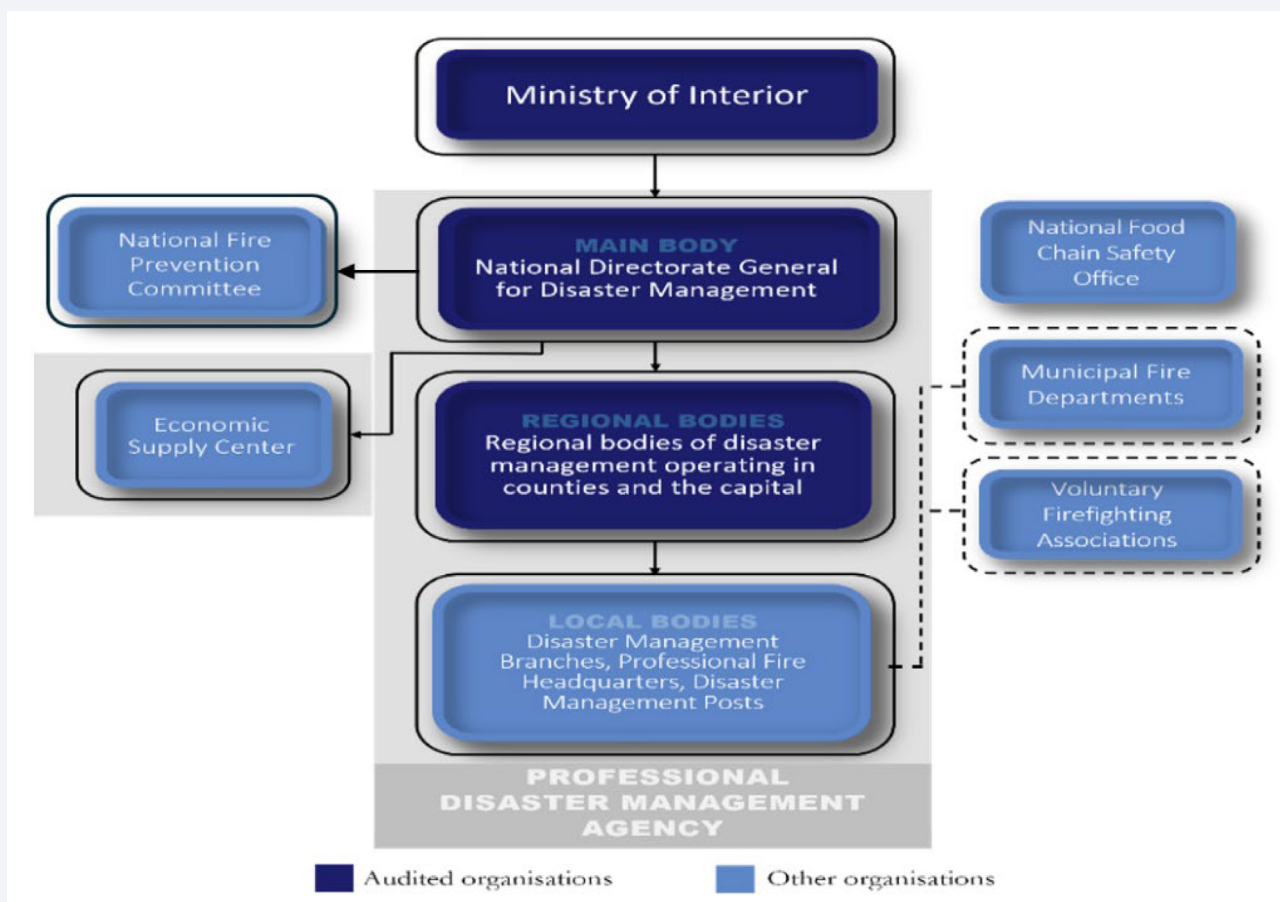 Ministry of Interior
National Fire
Prevention
Committee
MAIN BODY
National Directorate General
for Disaster Management
National Food
Chain Safety
Office
Economic
Supply Center
REGIONAL BODIES
Regional bodies of disaster
management operating in
counties and the capital
Municipal Fire
Departments
Voluntary
Firefighting
Associations
LOCAL BODIES
Disaster Management
Branches, Professional Fire
Headquarters, Disaster
Management Posts
PROFESSIONAL
DISASTER MANAGEMENT
AGENCY
Audited organisations
Other organisations